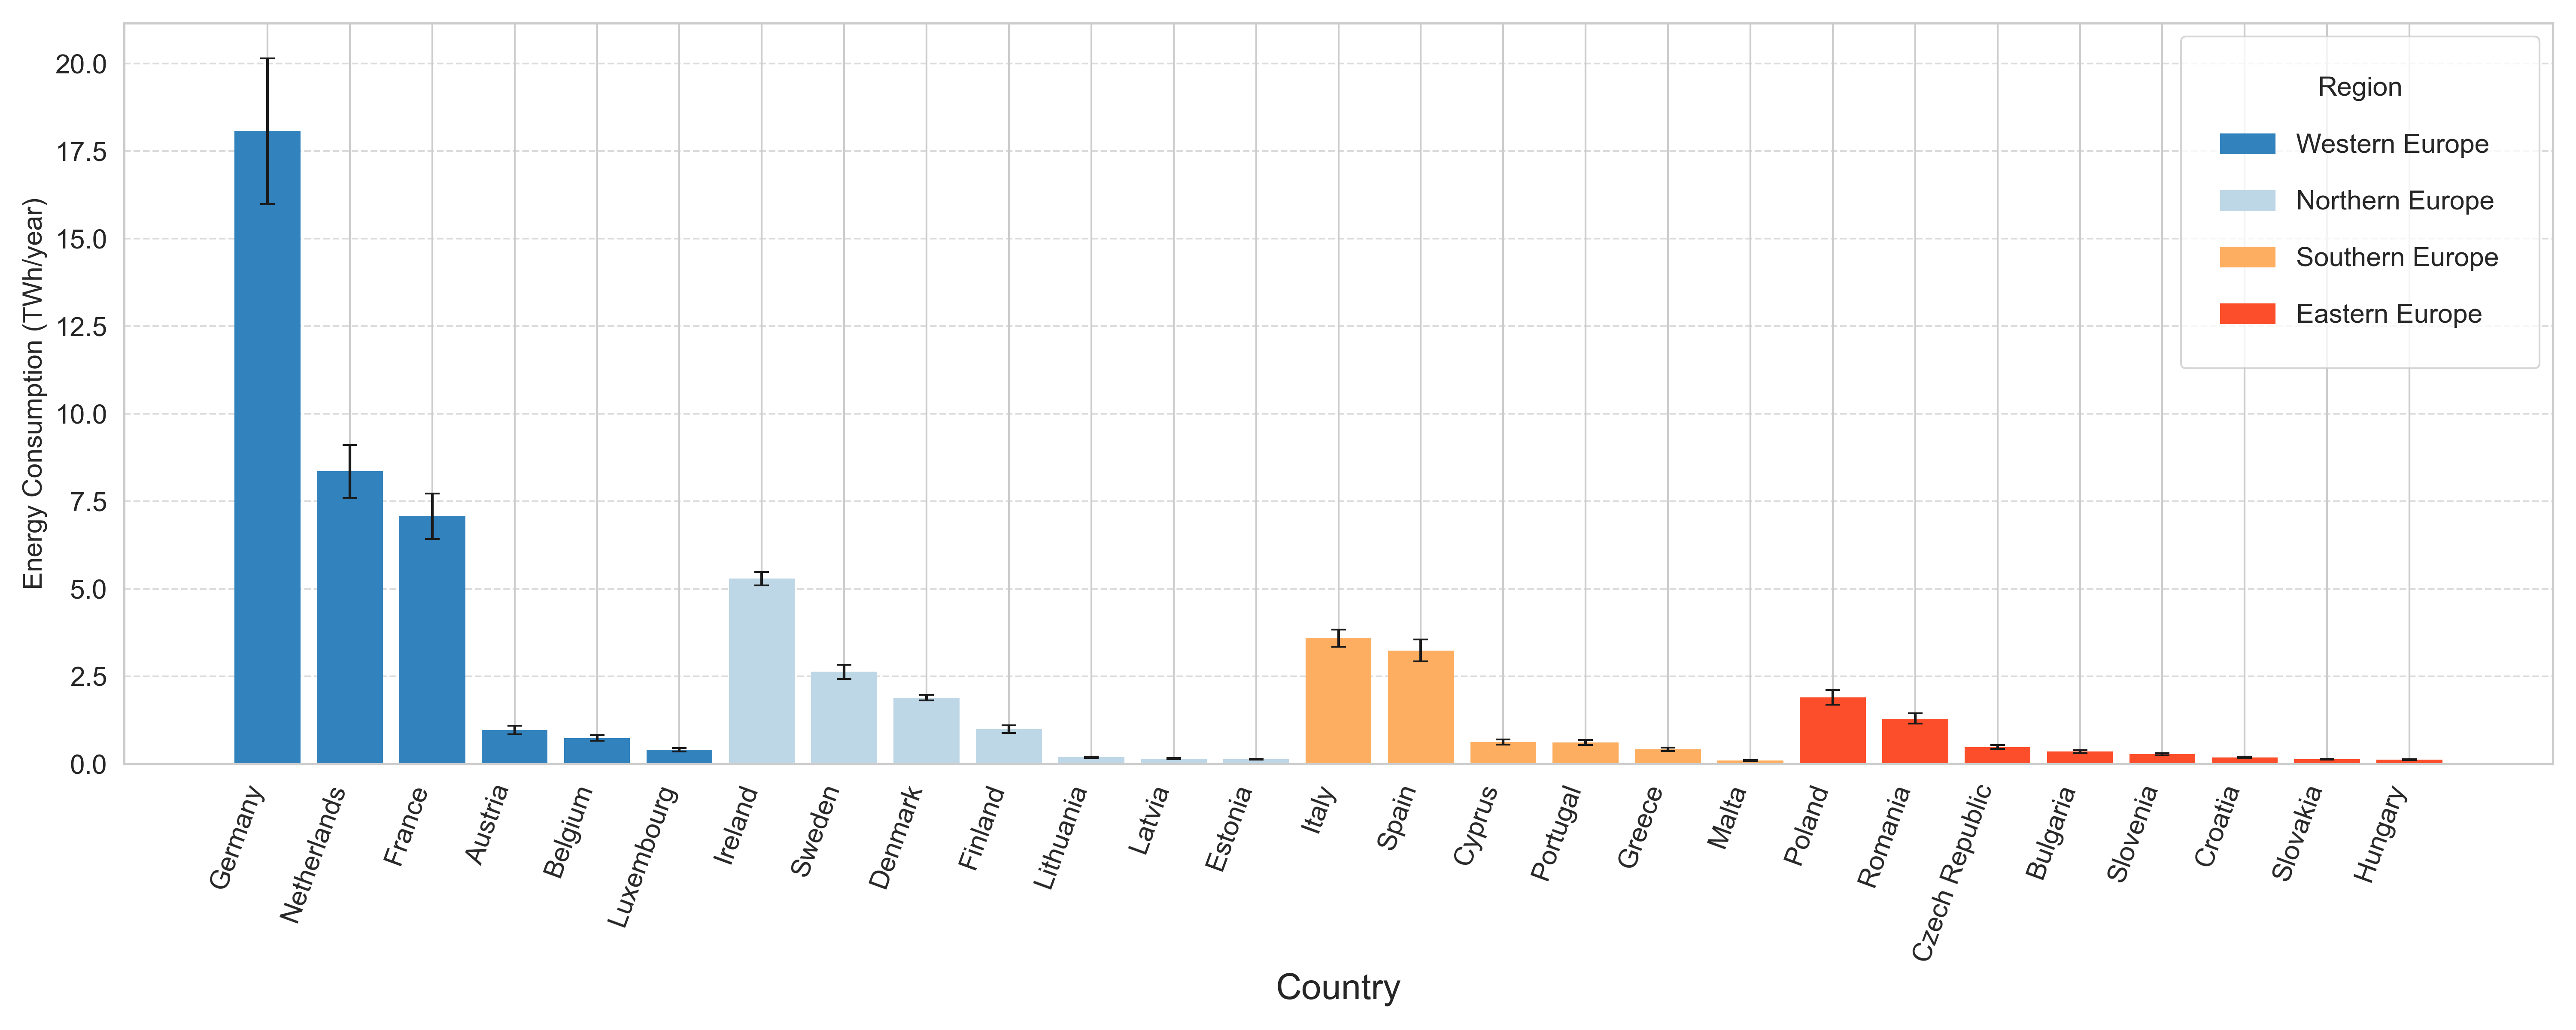 20.0
17.5
15.0
12.5
10.0
7.5
5.0
2.5
0.0
Energy Consumption (TWh/year)
Region
Western Europe
Northern Europe
Southern Europe
Eastern Europe
Germany
Netherlands
France
Austria
Belgium
Luxembourg
Ireland
Sweden
Denmark
Finland
Lithuania
Latvia
Estonia
Italy
Spain
Cyprus
Portugal
Greece
Malta
Poland
Romania
Czech Republic
Bulgaria
Slovenia
Croatia
Slovakia
Hungary
Country